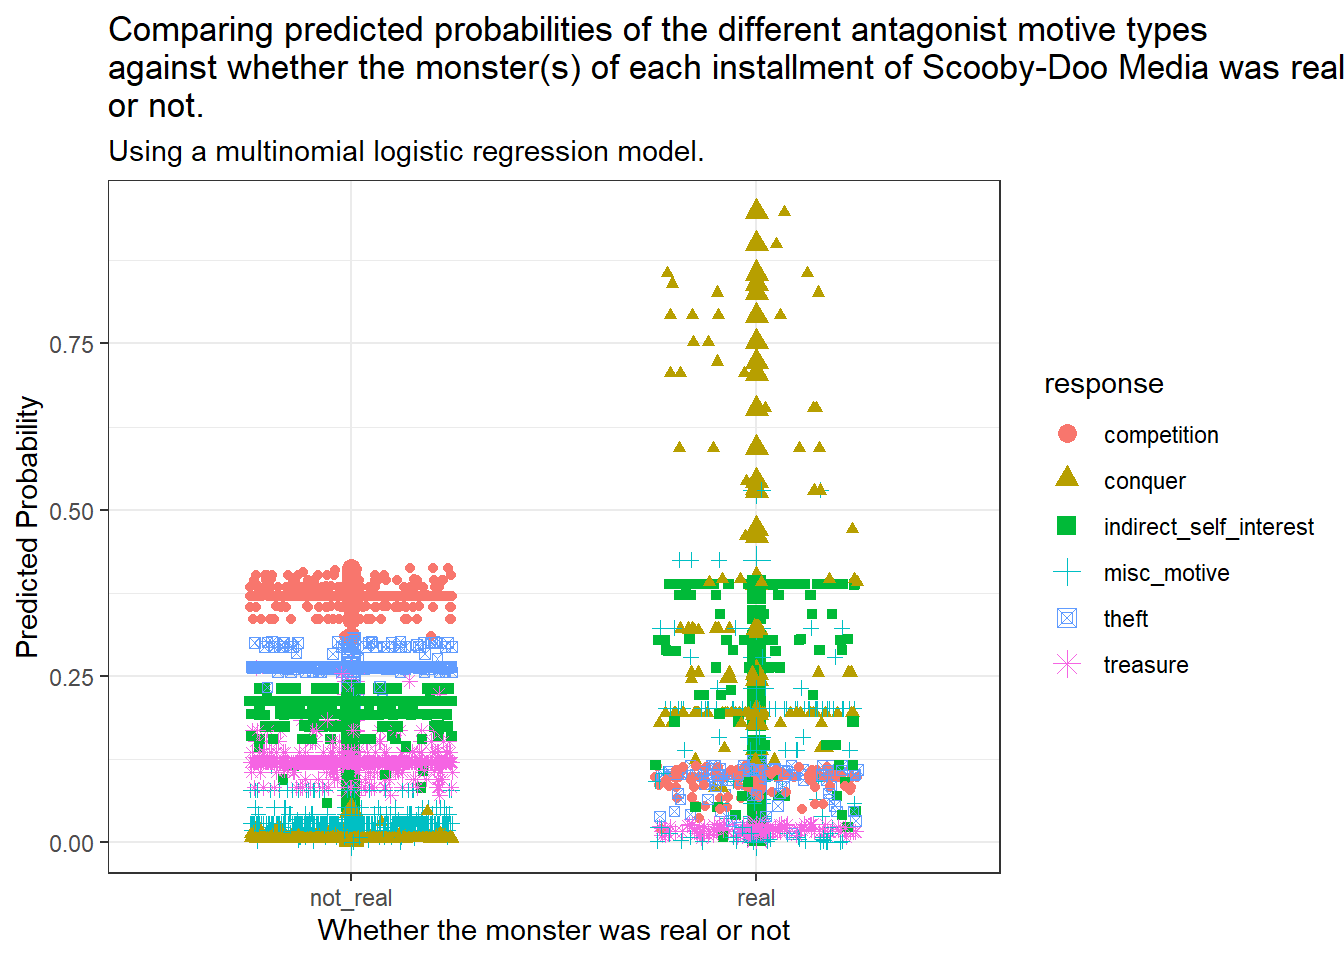 Comparing predicted probabilities of the different antagonist motive types
against whether the monster(s) of each installment of Scooby-Doo Media was real
or not.
Using a multinomial logistic regression model.
Predicted Probability
0.75
0.50
0.25
0.00
not_real
real
Whether the monster was real or not
response
competition
conquer
indirect_self_interest
misc_motive
theft
treasure